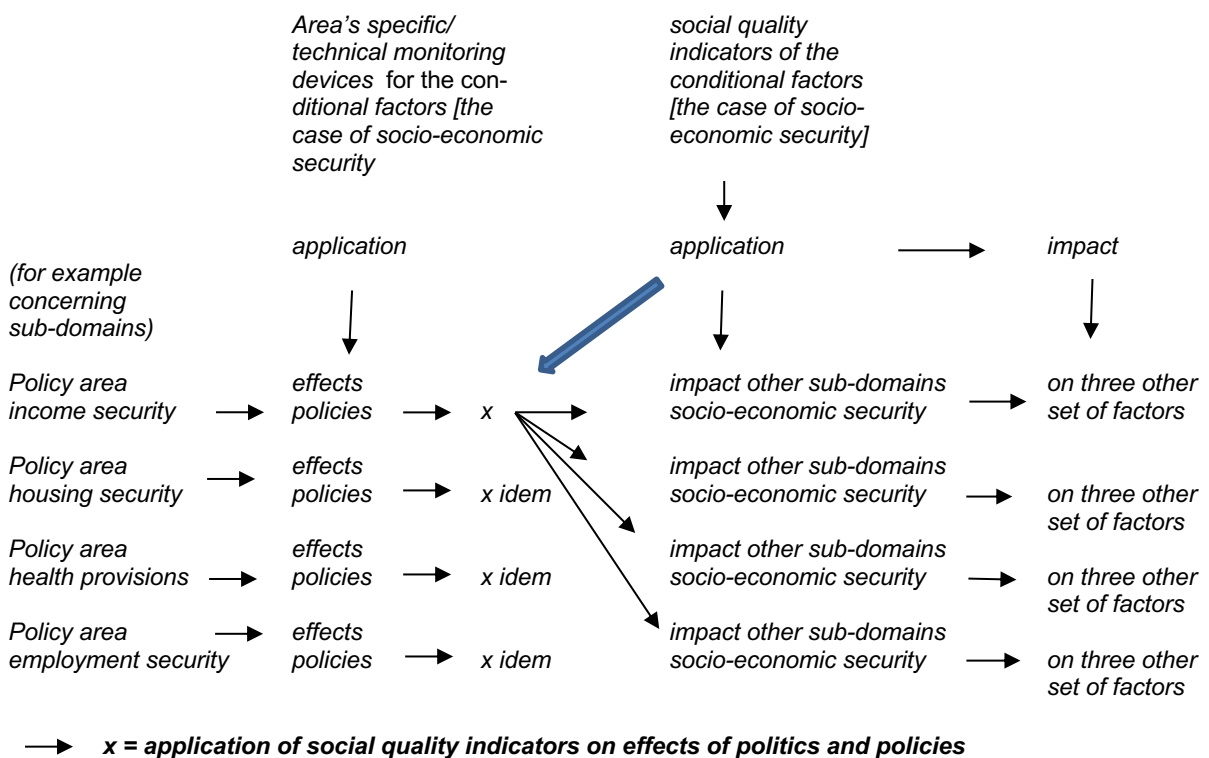 Area's specific/
technical monitoring
devices for the con-
ditional factors [the
case of socio-economic
security
social quality
indicators of the
conditional factors
[the case of socio-
economic security]
application
application
impact
(for example
concerning
sub-domains)
Policy area
income security
effects
policies
x
impact other sub-domains
socio-economic security
on three other
set of factors
Policy area
housing security
effects
policies
x idem
impact other sub-domains
socio-economic security
on three other
set of factors
Policy area
health provisions
effects
policies
x idem
impact other sub-domains
socio-economic security
on three other
set of factors
Policy area
employment security
effects
policies
x idem
impact other sub-domains
socio-economic security
on three other
set of factors
x = application of social quality indicators on effects of politics and policies